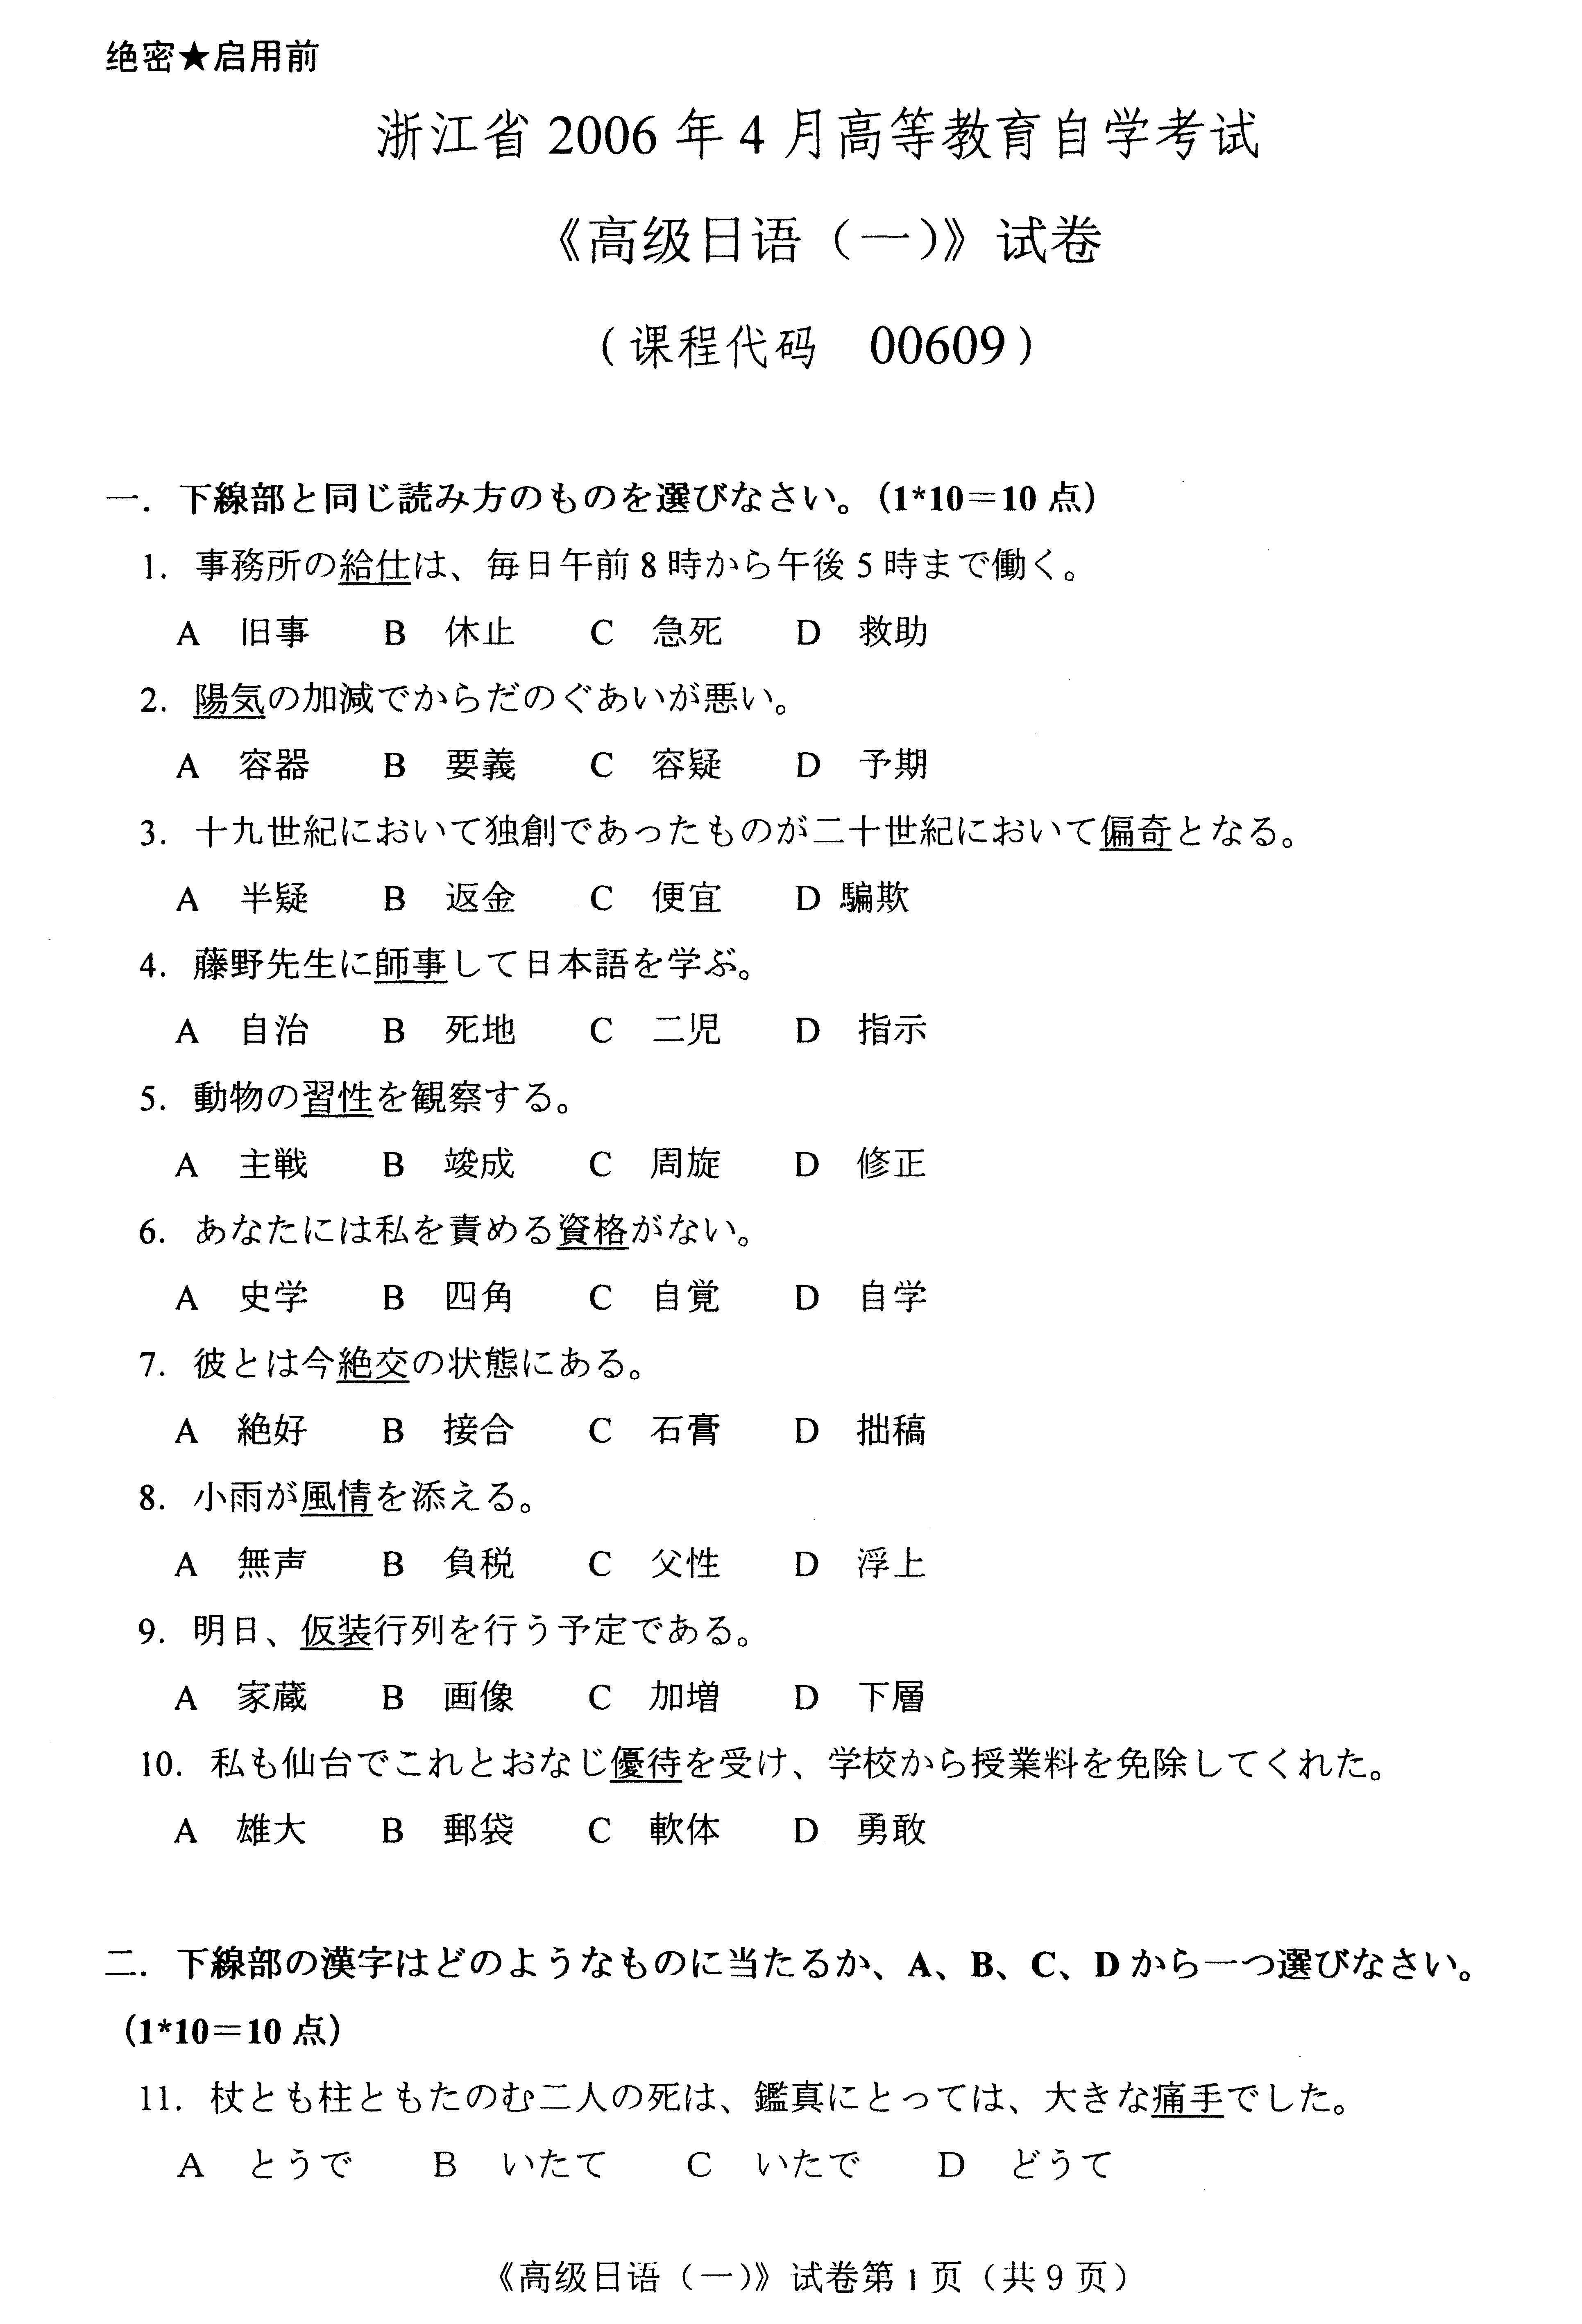 绝密★启用前
浙江省 2006 年 4 月高等教育自学考试
《高级日语（一）》试卷
（课程代码　00609）
一．下線部と同じ読み方のものを選びなさい。（1*10＝10 点）
1．事務所の給仕は、毎日午前 8 時から午後 5 時まで働く。
A　旧事　　B　休止　　C　急死　　D　救助
2．陽気の加減でからだのぐあいが悪い。
A　容器　　B　要義　　C　容疑　　D　予期
3．十九世紀において独創であったものが二十世紀において偏奇となる。
A　半疑　　B　返金　　C　便宜　　D 騙欺
4．藤野先生に師事して日本語を学ぶ。
A　自治　　B　死地　　C　二児　　D　指示
5．動物の習性を観察する。
A　主戦　　B　竣成　　C　周旋　　D　修正
6．あなたには私を責める資格がない。
A　史学　　B　四角　　C　自覚　　D　自学
7．彼とは今絶交の状態にある。
A　絶好　　B　接合　　C　石膏　　D　拙稿
8．小雨が風情を添える。
A　無声　　B　負税　　C　父性　　D　浮上
9．明日、仮装行列を行う予定である。
A　家蔵　　B　画像　　C　加増　　D　下層
10．私も仙台でこれとおなじ優待を受け、学校から授業料を免除してくれた。
A　雄大　　B　郵袋　　C　軟体　　D　勇敢
二．下線部の漢字はどのようなものに当たるか、A、B、C、D から一つ選びなさい。
（1*10＝10 点）
11．杖とも柱ともたのむ二人の死は、鑑真にとっては、大きな痛手でした。
A　とうで　　B　いたて　　C　いたで　　D　どうて
《高级日语（一）》试卷第 1 页（共 9 页）